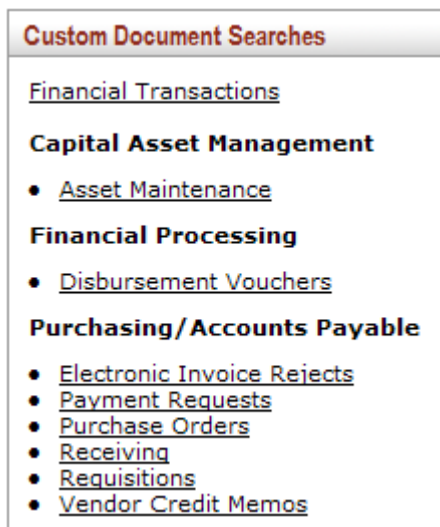 Custom Document Searches
Financial Transactions
Capital Asset Management
• Asset Maintenance
Financial Processing
• Disbursement Vouchers
Purchasing/Accounts Payable
• Electronic Invoice Rejects
• Payment Requests
• Purchase Orders
• Receiving
• Requisitions
• Vendor Credit Memos